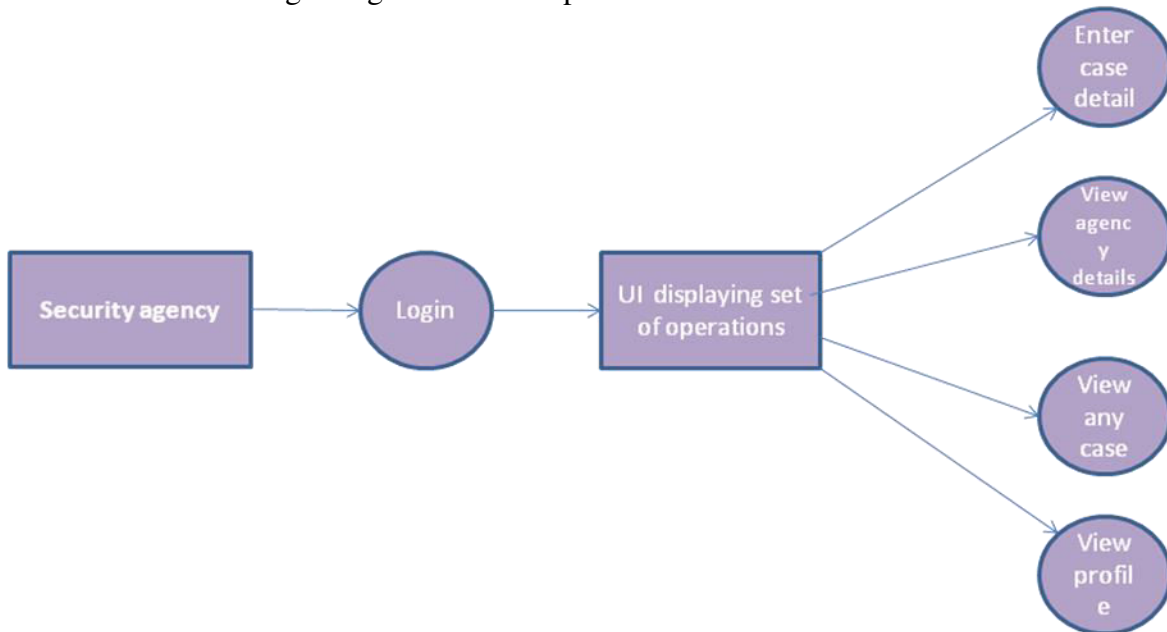 Enter
case
detail
View
agenc
y
details
Security agency
Login
UI displaying set
of operations
View
any
case
View
profil
e